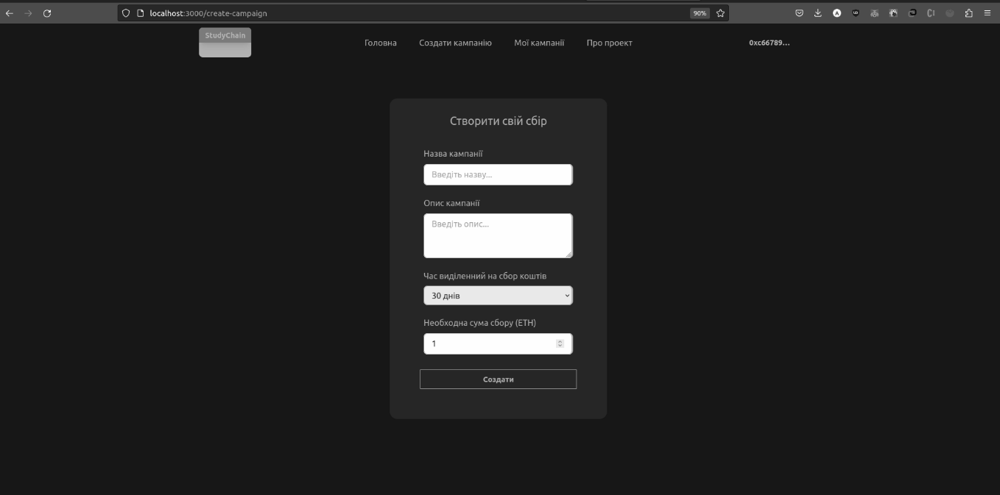 localhost:3000/create-campaign
90%
StudyChain
Головна
Создати кампанію
Мої кампанії
Про проект
0xc66789...
Створити свій сбір
Назва кампанії
Введіть назву...
Опис кампанії
Введіть опис...
Час виділенний на сбор коштів
30 днів
Необходна сума сбору (ETH)
1
Создати